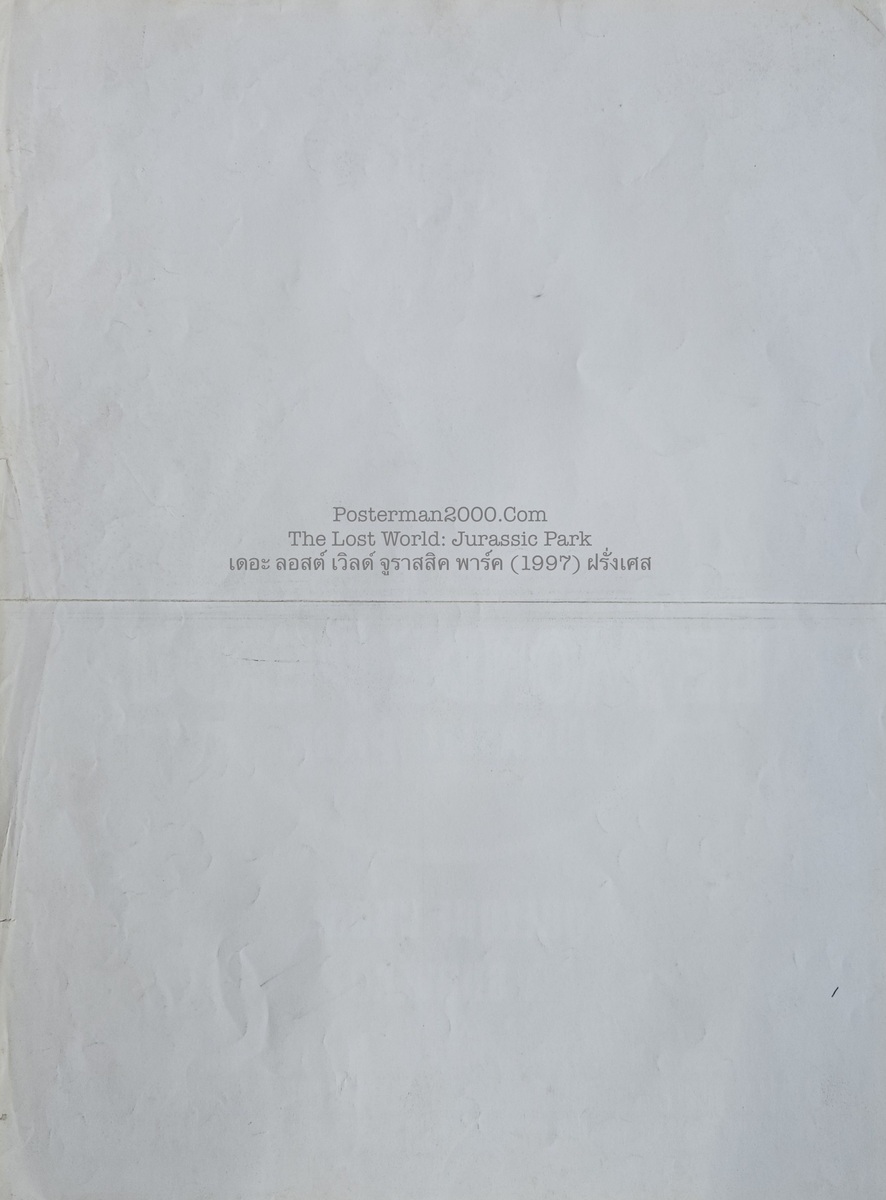 Posterman2000.Com
The Lost World: Jurassic Park
เดอะ ลอสต์ เวิลด์ จูราสสิค พาร์ค (1997) ฝรั่งเศส